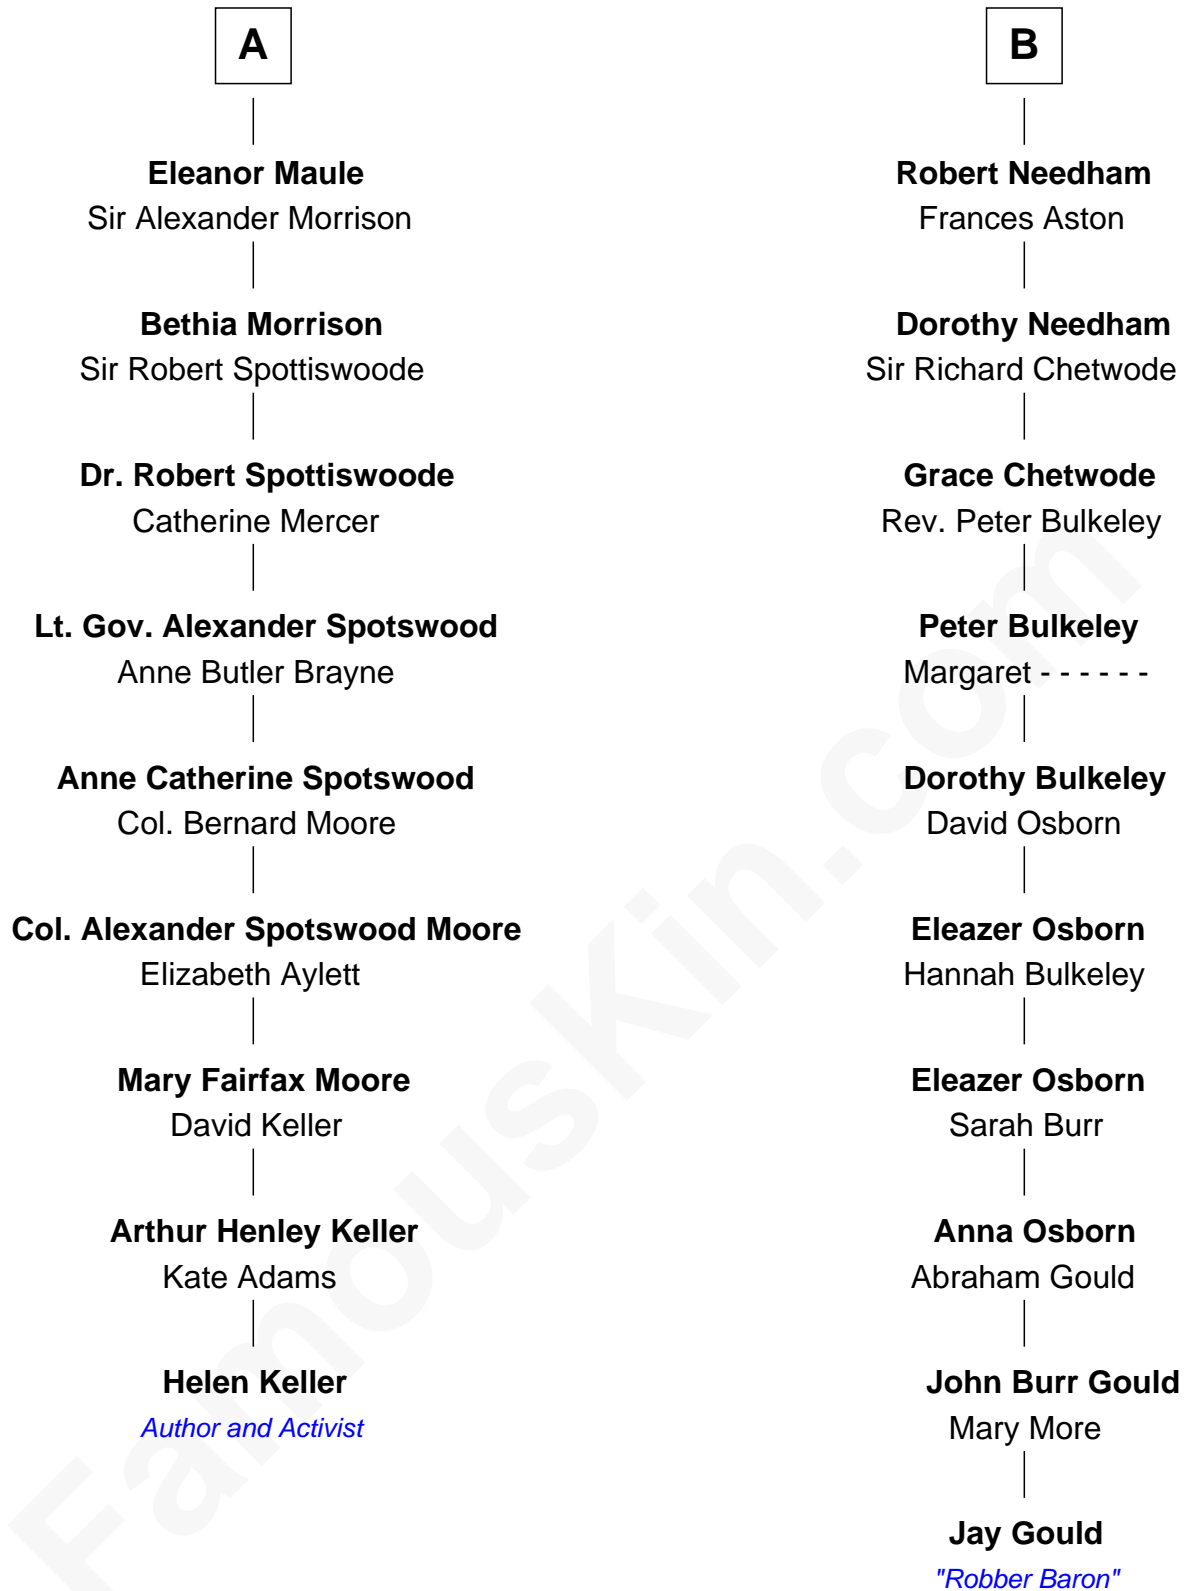 A
Eleanor Maule
Sir Alexander Morrison
Bethia Morrison
Sir Robert Spottiswoode
Dr. Robert Spottiswoode
Catherine Mercer
Lt. Gov. Alexander Spotswood
Anne Butler Brayne
Anne Catherine Spotswood
Col. Bernard Moore
Col. Alexander Spotswood Moore
Elizabeth Aylett
Mary Fairfax Moore
David Keller
Arthur Henley Keller
Kate Adams
Helen Keller
Author and Activist
B
Robert Needham
Frances Aston
Dorothy Needham
Sir Richard Chetwode
Grace Chetwode
Rev. Peter Bulkeley
Peter Bulkeley
Margaret - - - - - -
Dorothy Bulkeley
David Osborn
Eleazer Osborn
Hannah Bulkeley
Eleazer Osborn
Sarah Burr
Anna Osborn
Abraham Gould
John Burr Gould
Mary More
Jay Gould
"Robber Baron"
FamousKin.com